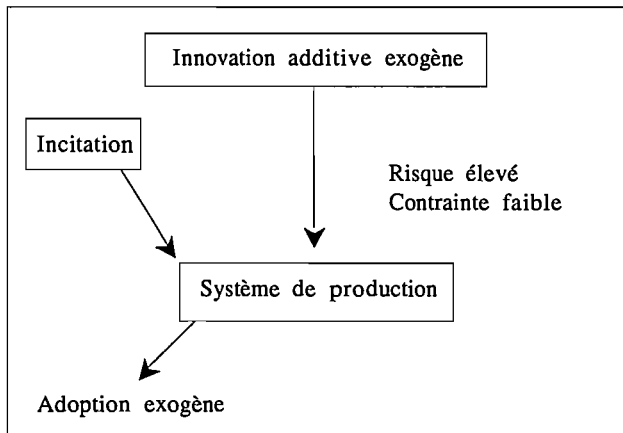 Innovation additive exogène
Incitation
Risque élevé
Contrainte faible
Système de production
Adoption exogène